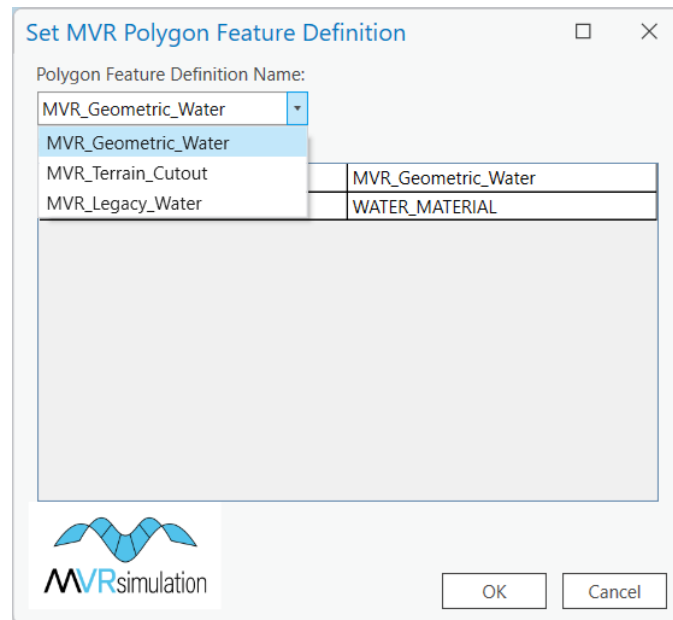 Set MVR Polygon Feature Definition
Polygon Feature Definition Name:
MVR_Geometric_Water
MVR_Geometric_Water
MVR_Terrain_Cutout
MVR_Legacy_Water
MVR_Geometric_Water
WATER_MATERIAL
MVRsimulation
OK
Cancel